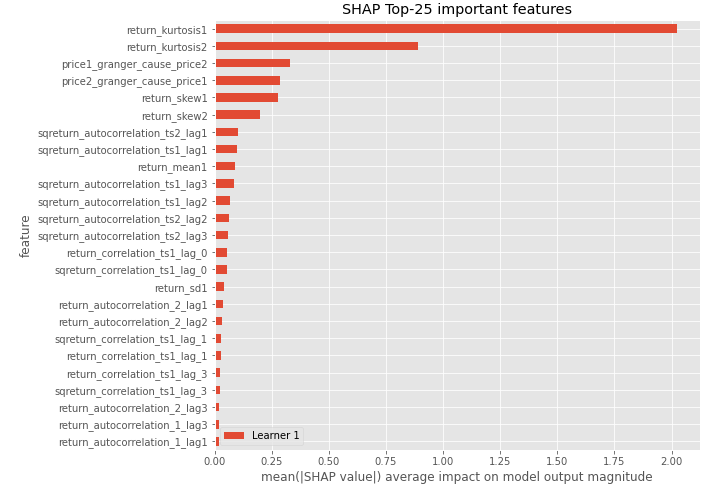 SHAP Top-25 important features
return_kurtosis1
return_kurtosis2
price1_granger_cause_price2
price2_granger_cause_price1
return_skew1
return_skew2
sqreturn_autocorrelation_ts2_lag1
sqreturn_autocorrelation_ts1_lag1
return_mean1
sqreturn_autocorrelation_ts1_lag3
sqreturn_autocorrelation_ts1_lag2
sqreturn_autocorrelation_ts2_lag2
sqreturn_autocorrelation_ts2_lag3
return_correlation_ts1_lag_0
sqreturn_correlation_ts1_lag_0
return_sd1
return_autocorrelation_2_lag1
return_autocorrelation_2_lag2
sqreturn_correlation_ts1_lag_1
return_correlation_ts1_lag_1
return_correlation_ts1_lag_3
sqreturn_correlation_ts1_lag_3
return_autocorrelation_2_lag3
return_autocorrelation_1_lag3
return_autocorrelation_1_lag1
feature
Learner 1
0.00 0.25 0.50 0.75 1.00 1.25 1.50 1.75 2.00
mean(|SHAP value|) average impact on model output magnitude